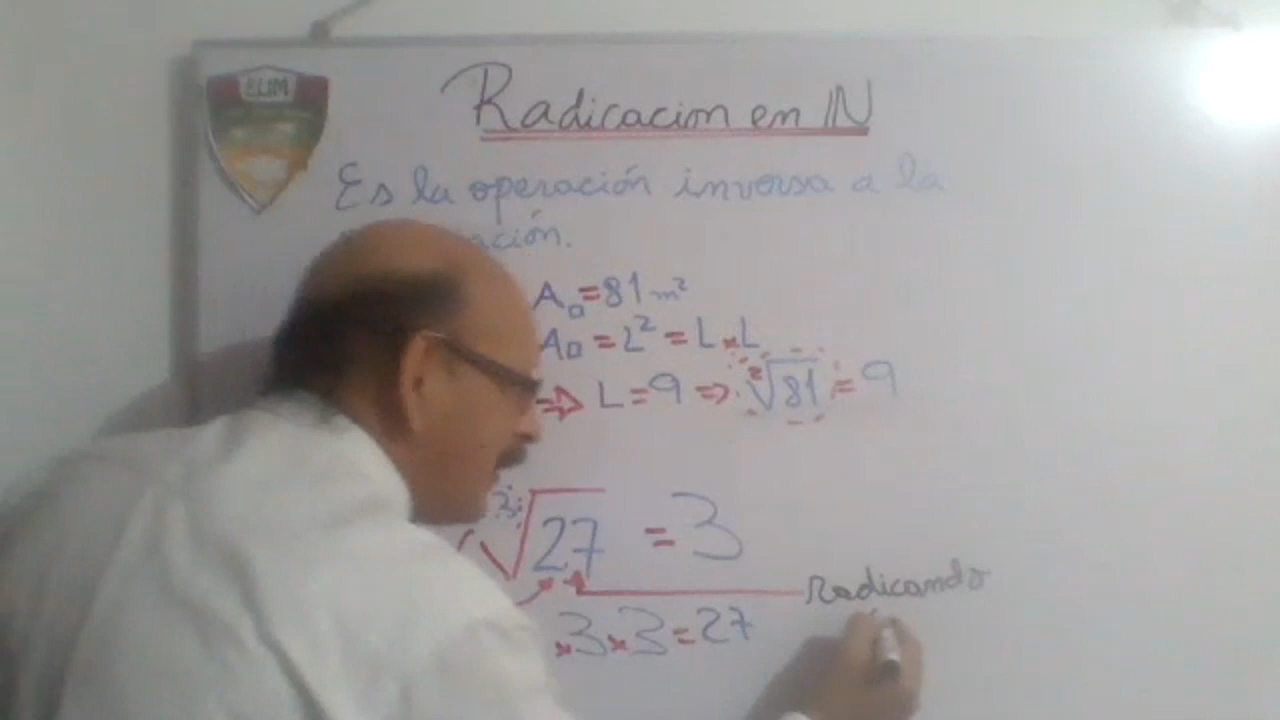 ELIM
Radicacion en IN
Es la operación inversa a la
ación.
A□=81 m²
A□ = L² = L × L
⇒ L = 9 ⇒ ²√81 = 9
³√27 = 3
Radicando
×3×3=27